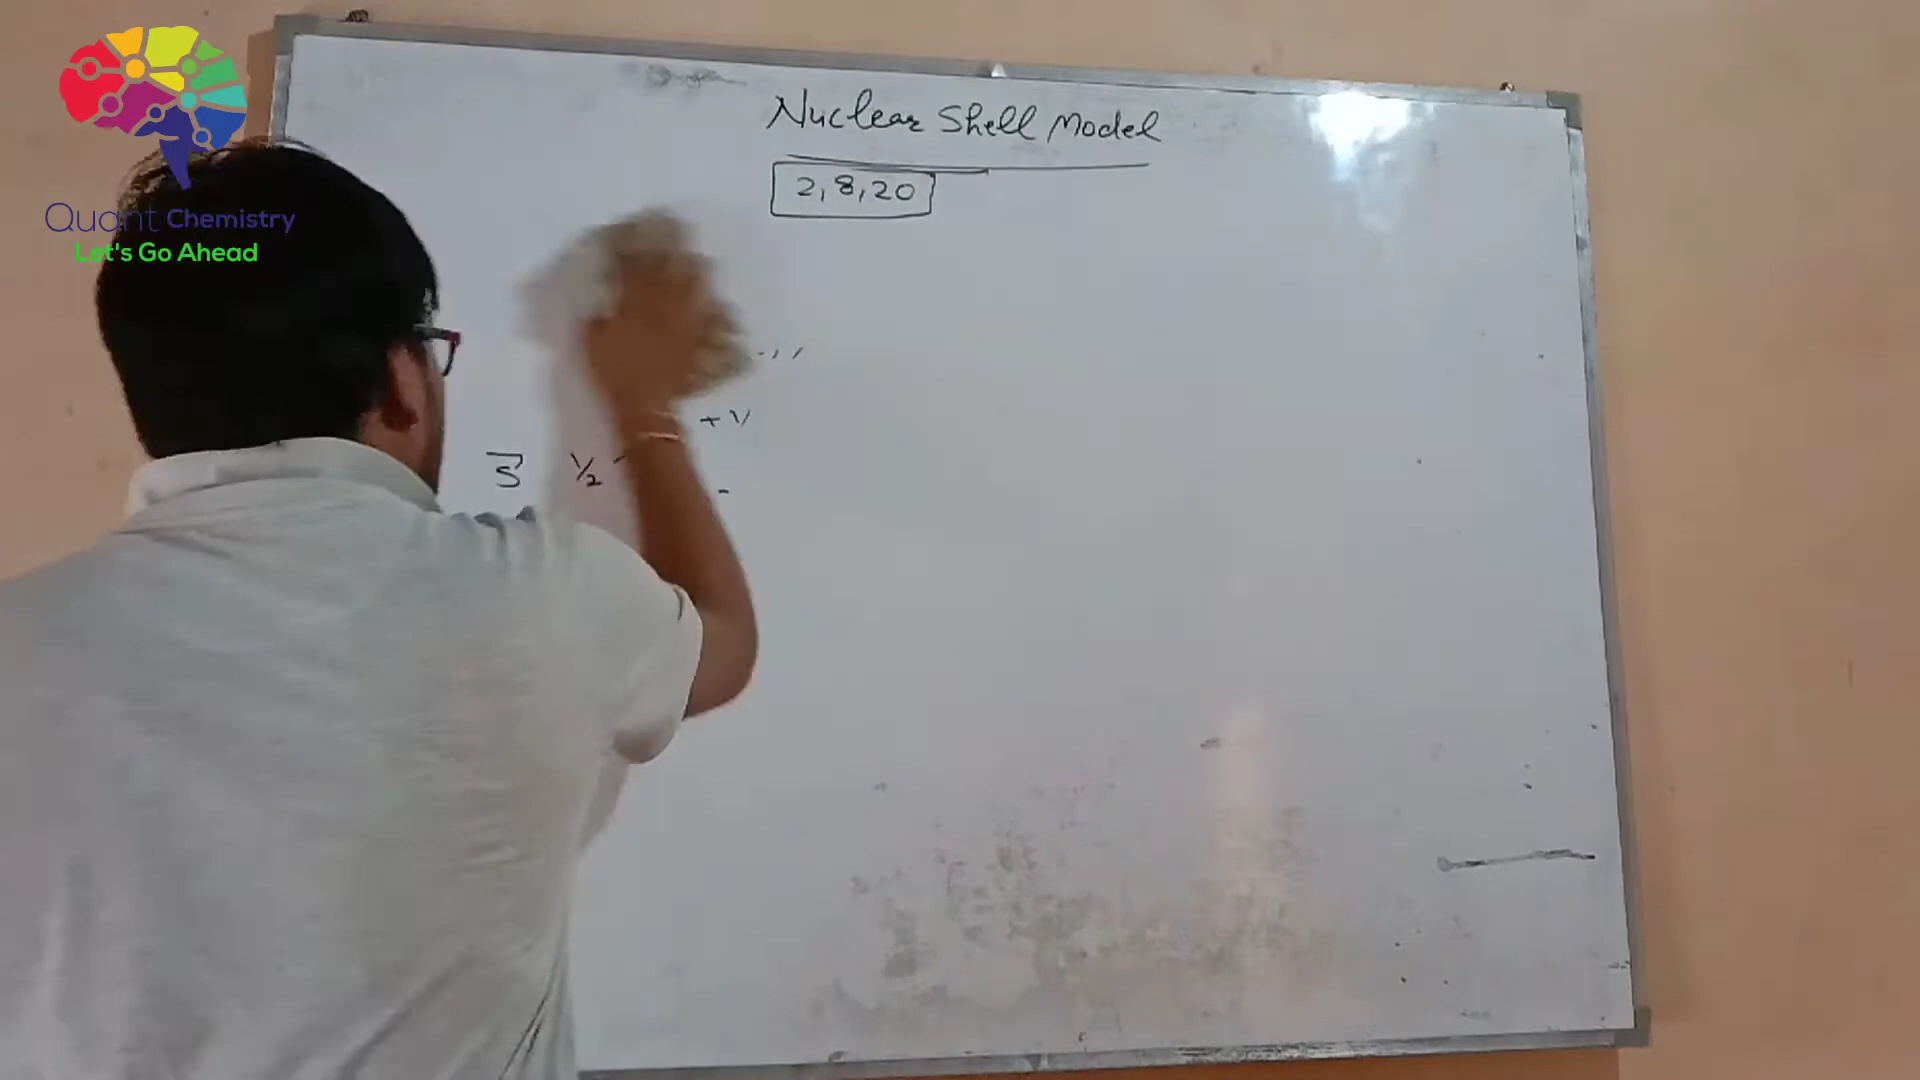 Quant Chemistry
Let's Go Ahead
Nuclear Shell Model
2, 8, 20
S 1/2